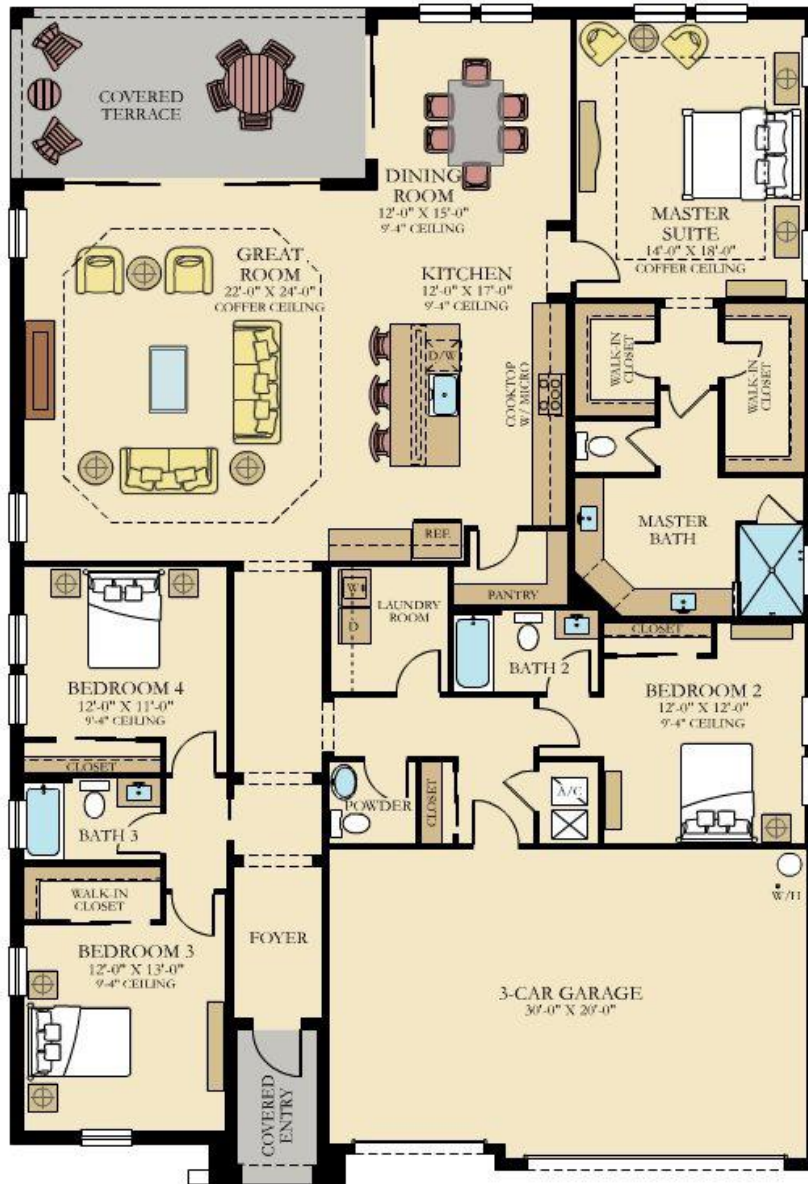 COVERED
TERRACE
DINING
ROOM
12'-0" X 15'-0"
9'-4" CEILING
MASTER
SUITE
14'-0" X 18'-0"
COFFER CEILING
GREAT
ROOM
22'-0" X 24'-0"
COFFER CEILING
KITCHEN
12'-0" X 17'-0"
9'-4" CEILING
D/W
COOKTOP
W/ MICRO
WALK-IN
CLOSET
WALK-IN
CLOSET
MASTER
BATH
REF.
PANTRY
W
D
LAUNDRY
ROOM
BATH 2
CLOSET
BEDROOM 4
12'-0" X 11'-0"
9'-4" CEILING
CLOSET
BEDROOM 2
12'-0" X 12'-0"
9'-4" CEILING
BATH 3
POWDER
CLOSET
A/C
WALK-IN
CLOSET
W/H
BEDROOM 3
12'-0" X 13'-0"
9'-4" CEILING
FOYER
3-CAR GARAGE
30'-0" X 20'-0"
COVERED
ENTRY